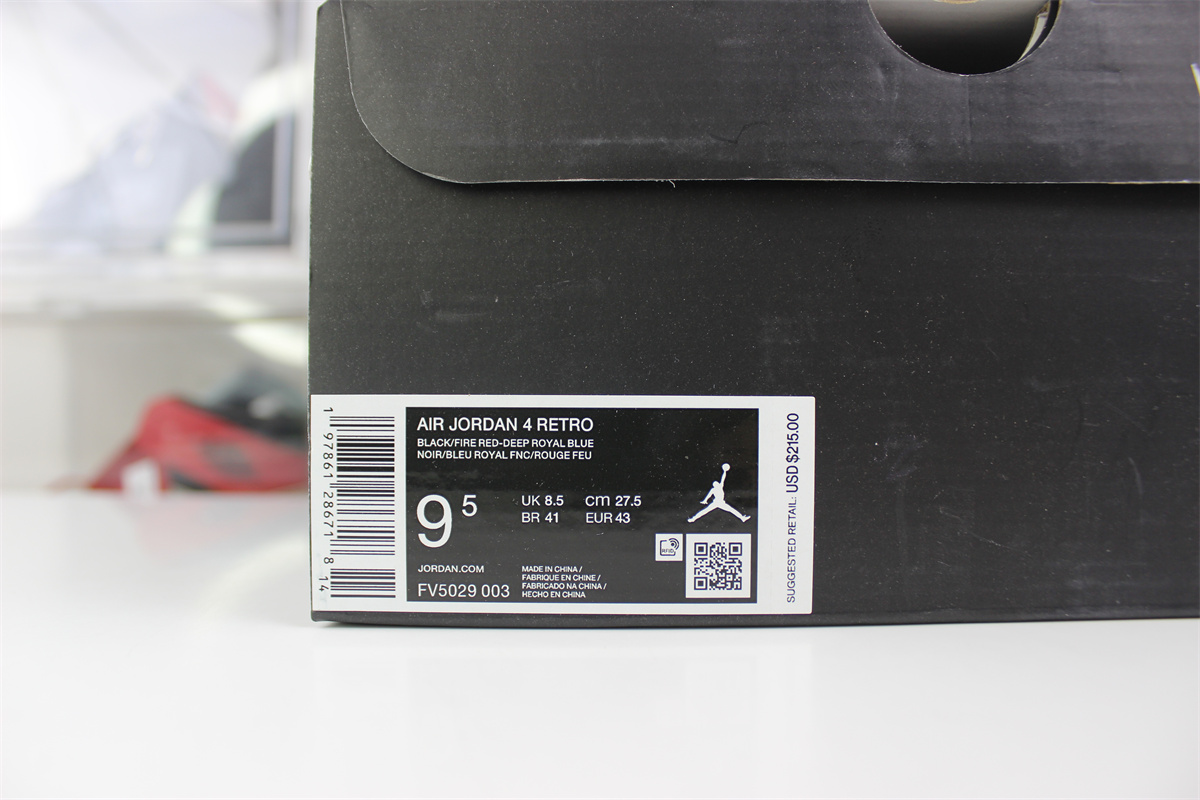 AIR JORDAN 4 RETRO
BLACK/FIRE RED-DEEP ROYAL BLUE
NOIR/BLEU ROYAL FNC/ROUGE FEU
9 5
UK 8.5 cm 27.5
BR 41 EUR 43
RFID
JORDAN.COM
FV5029 003
MADE IN CHINA /
FABRIQUE EN CHINE /
FABRICADO NA CHINA /
HECHO EN CHINA
1 97861 28671 8 14
SUGGESTED RETAIL: USD $215.00